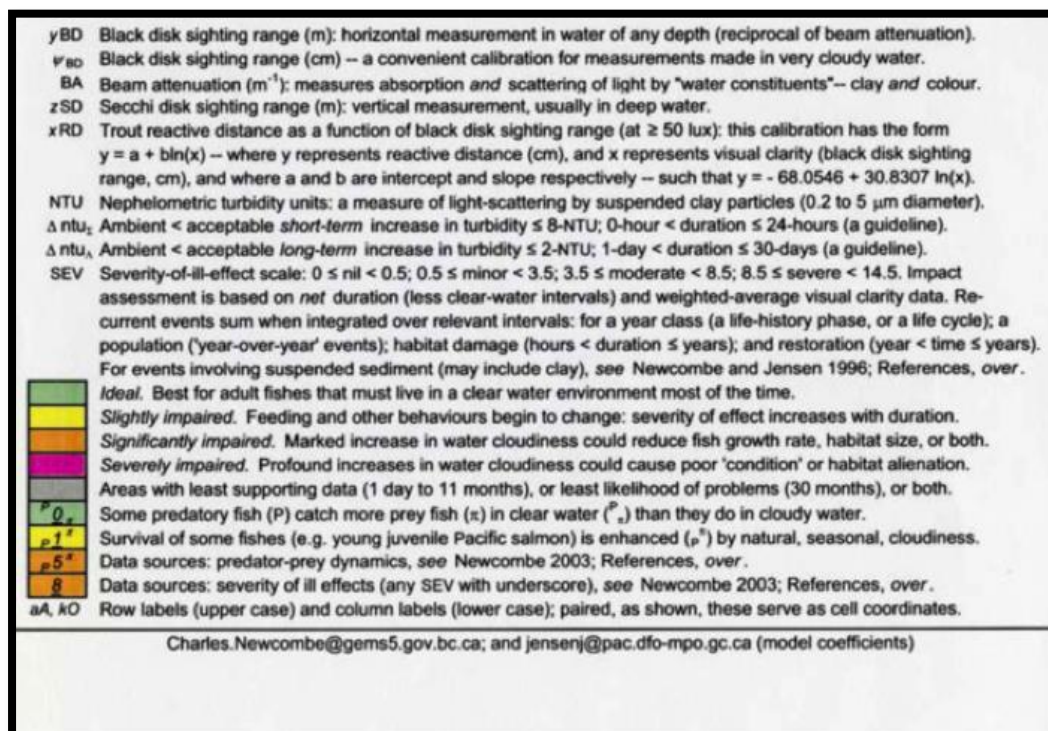 yBD Black disk sighting range (m): horizontal measurement in water of any depth (reciprocal of beam attenuation).
ψBD Black disk sighting range (cm) -- a convenient calibration for measurements made in very cloudy water.
BA Beam attenuation (m⁻¹): measures absorption and scattering of light by "water constituents"-- clay and colour.
zSD Secchi disk sighting range (m): vertical measurement, usually in deep water.
xRD Trout reactive distance as a function of black disk sighting range (at ≥ 50 lux): this calibration has the form
y = a + bln(x) -- where y represents reactive distance (cm), and x represents visual clarity (black disk sighting
range, cm), and where a and b are intercept and slope respectively -- such that y = - 68.0546 + 30.8307 ln(x).
NTU Nephelometric turbidity units: a measure of light-scattering by suspended clay particles (0.2 to 5 μm diameter).
Δ ntuΣ Ambient < acceptable short-term increase in turbidity ≤ 8-NTU; 0-hour < duration ≤ 24-hours (a guideline).
Δ ntuΛ Ambient < acceptable long-term increase in turbidity ≤ 2-NTU; 1-day < duration ≤ 30-days (a guideline).
SEV Severity-of-ill-effect scale: 0 ≤ nil < 0.5; 0.5 ≤ minor < 3.5; 3.5 ≤ moderate < 8.5; 8.5 ≤ severe < 14.5. Impact
assessment is based on net duration (less clear-water intervals) and weighted-average visual clarity data. Re-
current events sum when integrated over relevant intervals: for a year class (a life-history phase, or a life cycle); a
population ('year-over-year' events); habitat damage (hours < duration ≤ years); and restoration (year < time ≤ years).
For events involving suspended sediment (may include clay), see Newcombe and Jensen 1996; References, over.
Ideal. Best for adult fishes that must live in a clear water environment most of the time.
Slightly impaired. Feeding and other behaviours begin to change: severity of effect increases with duration.
Significantly impaired. Marked increase in water cloudiness could reduce fish growth rate, habitat size, or both.
Severely impaired. Profound increases in water cloudiness could cause poor 'condition' or habitat alienation.
Areas with least supporting data (1 day to 11 months), or least likelihood of problems (30 months), or both.
ᴾ0π Some predatory fish (P) catch more prey fish (π) in clear water (ᴾπ) than they do in cloudy water.
P1π Survival of some fishes (e.g. young juvenile Pacific salmon) is enhanced (Pπ) by natural, seasonal, cloudiness.
P5π Data sources: predator-prey dynamics, see Newcombe 2003; References, over.
8 Data sources: severity of ill effects (any SEV with underscore), see Newcombe 2003; References, over.
aA, kO Row labels (upper case) and column labels (lower case); paired, as shown, these serve as cell coordinates.
Charles.Newcombe@gems5.gov.bc.ca; and jensenj@pac.dfo-mpo.gc.ca (model coefficients)